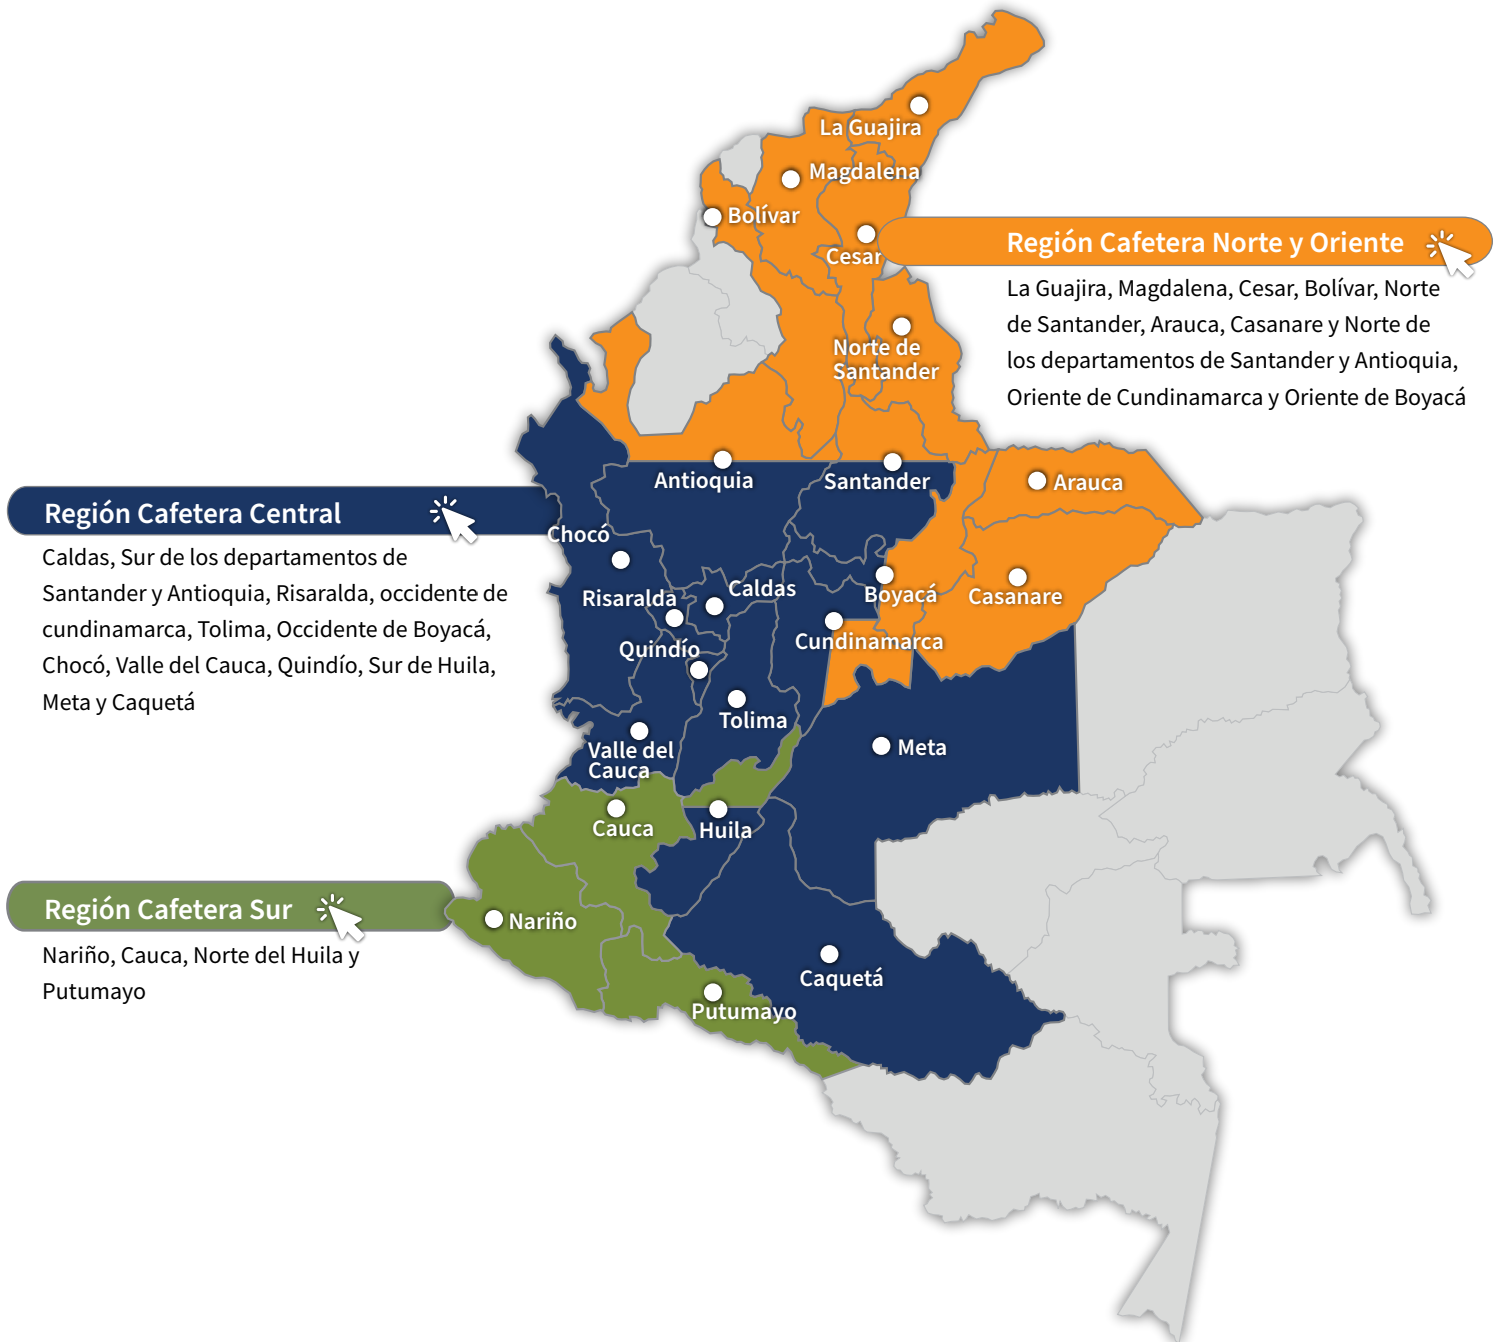 La Guajira
Magdalena
Bolívar
Cesar
Región Cafetera Norte y Oriente
La Guajira, Magdalena, Cesar, Bolívar, Norte
de Santander, Arauca, Casanare y Norte de
los departamentos de Santander y Antioquia,
Oriente de Cundinamarca y Oriente de Boyacá
Norte de
Santander
Antioquia
Santander
Arauca
Región Cafetera Central
Caldas, Sur de los departamentos de
Santander y Antioquia, Risaralda, occidente de
cundinamarca, Tolima, Occidente de Boyacá,
Chocó, Valle del Cauca, Quindío, Sur de Huila,
Meta y Caquetá
Chocó
Risaralda
Caldas
Boyacá
Casanare
Quindío
Cundinamarca
Tolima
Valle del
Cauca
Meta
Cauca
Huila
Región Cafetera Sur
Nariño, Cauca, Norte del Huila y
Putumayo
Nariño
Caquetá
Putumayo